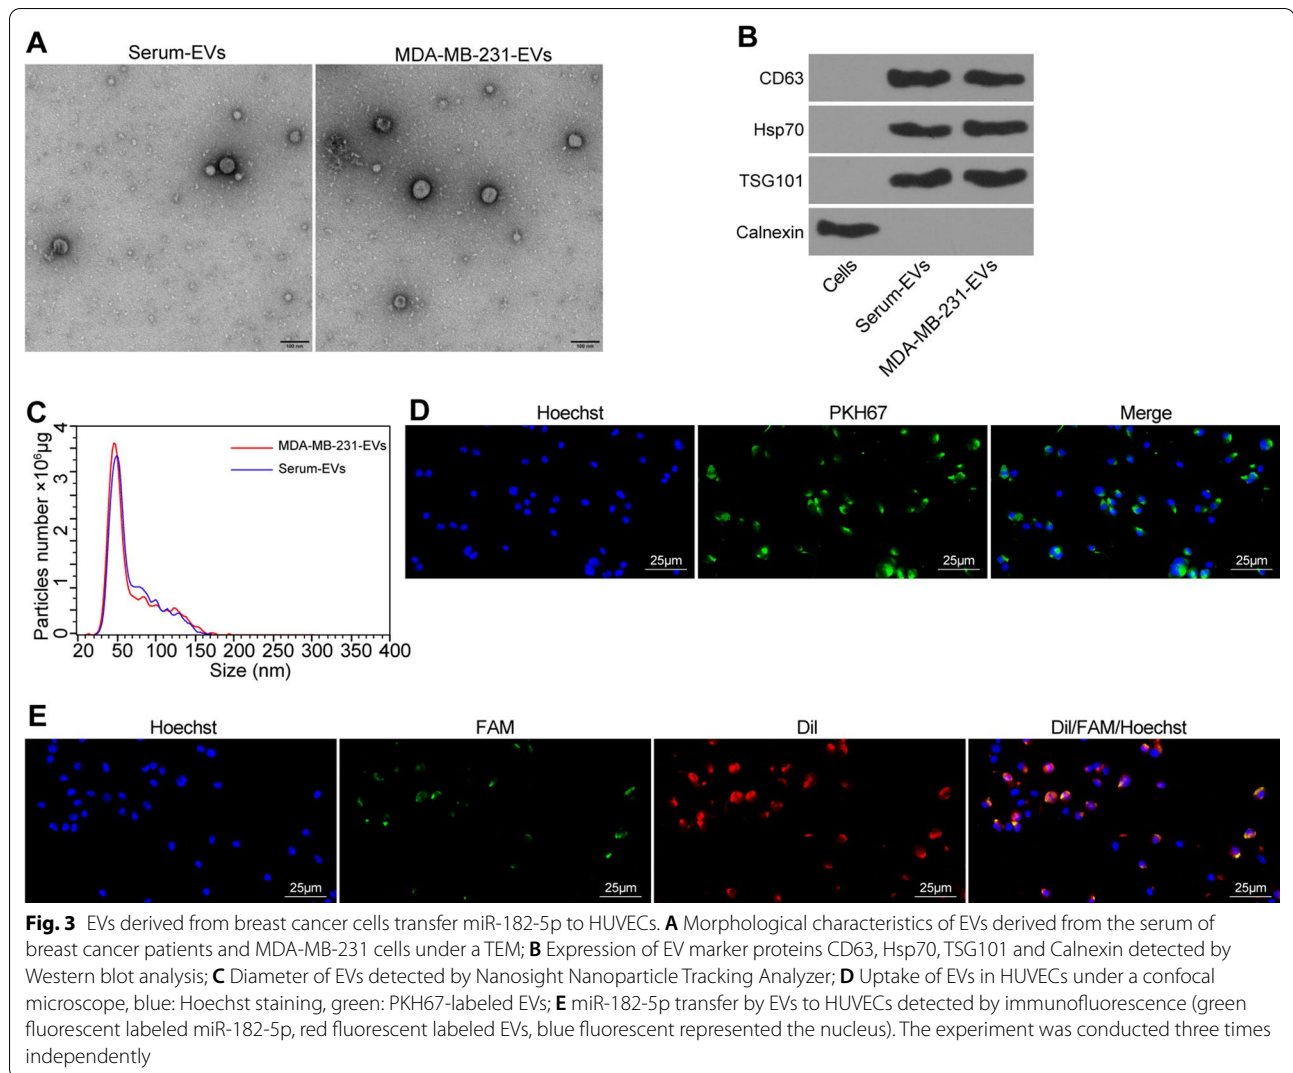 A
Serum-EVs
MDA-MB-231-EVs
100 nm
100 nm
B
CD63
Hsp70
TSG101
Calnexin
Cells
Serum-EVs
MDA-MB-231-EVs
C
Particles number ×10⁶µg
4
3
2
1
0
MDA-MB-231-EVs
Serum-EVs
20 50 100 150 200 250 300 350 400
Size (nm)
D
Hoechst
PKH67
Merge
25µm
25µm
25µm
E
Hoechst
FAM
Dil
Dil/FAM/Hoechst
25µm
25µm
25µm
25µm
Fig. 3 EVs derived from breast cancer cells transfer miR-182-5p to HUVECs. A Morphological characteristics of EVs derived from the serum of
breast cancer patients and MDA-MB-231 cells under a TEM; B Expression of EV marker proteins CD63, Hsp70, TSG101 and Calnexin detected by
Western blot analysis; C Diameter of EVs detected by Nanosight Nanoparticle Tracking Analyzer; D Uptake of EVs in HUVECs under a confocal
microscope, blue: Hoechst staining, green: PKH67-labeled EVs; E miR-182-5p transfer by EVs to HUVECs detected by immunofluorescence (green
fluorescent labeled miR-182-5p, red fluorescent labeled EVs, blue fluorescent represented the nucleus). The experiment was conducted three times
independently